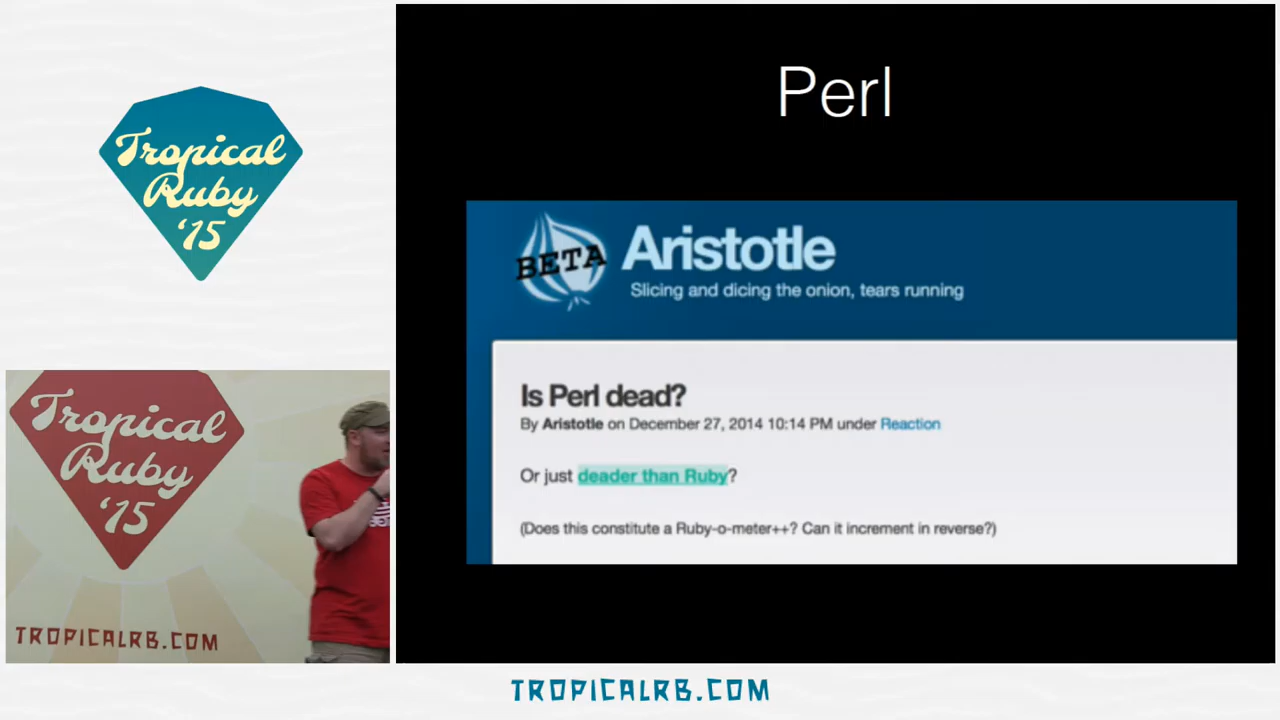 Tropical
Ruby
'15
Tropical
Ruby
'15
TROPICALRB.COM
Perl
BETA
Aristotle
Slicing and dicing the onion, tears running
Is Perl dead?
By Aristotle on December 27, 2014 10:14 PM under Reaction
Or just deader than Ruby?
(Does this constitute a Ruby-o-meter++? Can it increment in reverse?)
TROPICALRB.COM